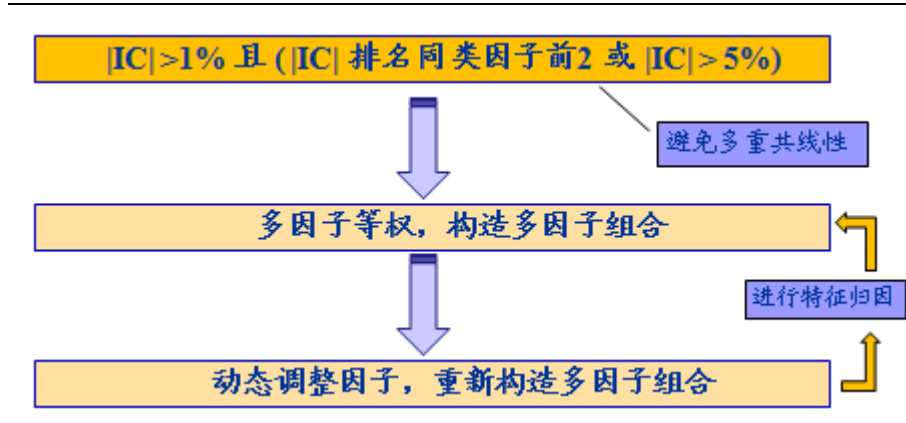 |IC|>1% 且 (|IC| 排名同类因子前2 或 |IC|> 5%)
避免多重共线性
多因子等权，构造多因子组合
进行特征归因
动态调整因子，重新构造多因子组合